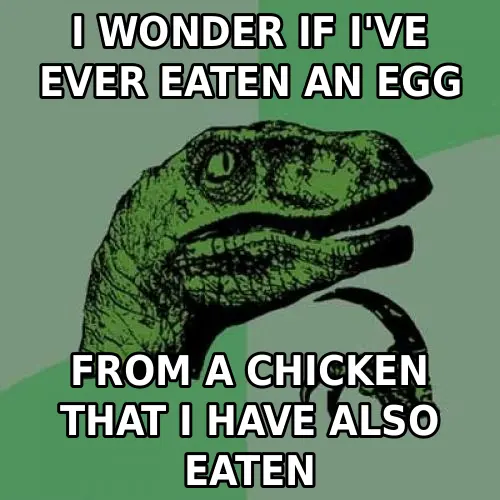 I WONDER IF I'VE
EVER EATEN AN EGG
FROM A CHICKEN
THAT I HAVE ALSO
EATEN